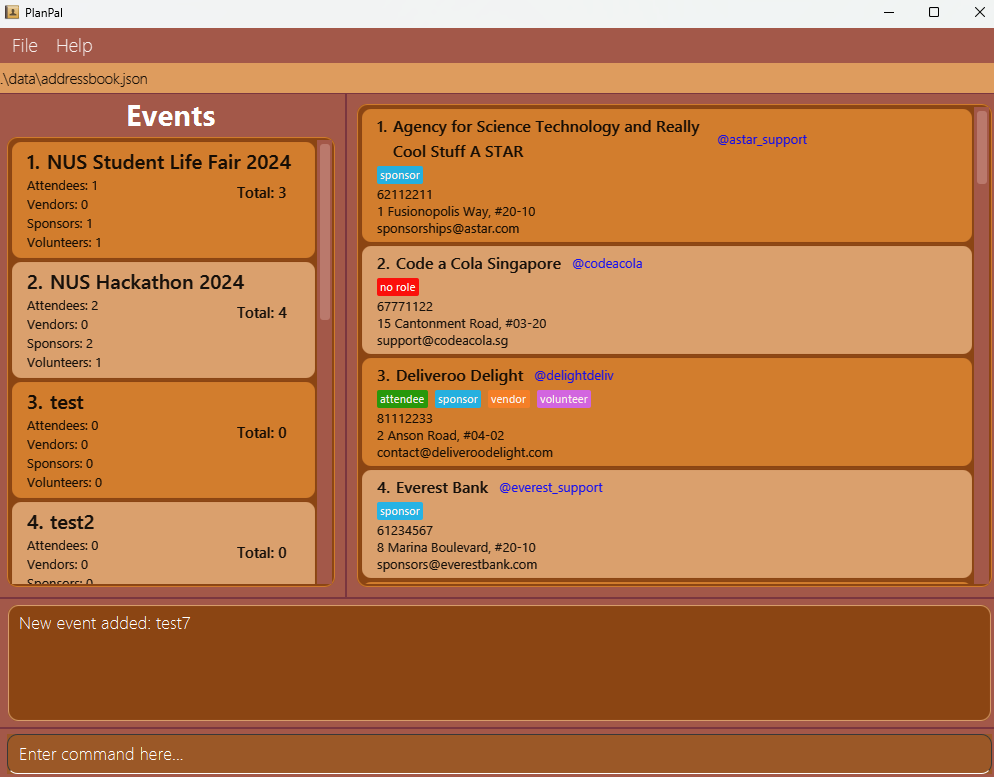 PlanPal
File Help
.\data\addressbook.json
Events
1. NUS Student Life Fair 2024
Attendees: 1
Vendors: 0
Sponsors: 1
Volunteers: 1
Total: 3
2. NUS Hackathon 2024
Attendees: 2
Vendors: 0
Sponsors: 2
Volunteers: 1
Total: 4
3. test
Attendees: 0
Vendors: 0
Sponsors: 0
Volunteers: 0
Total: 0
4. test2
Attendees: 0
Vendors: 0
Sponsors: 0
Total: 0
1. Agency for Science Technology and Really
Cool Stuff A STAR
@astar_support
sponsor
62112211
1 Fusionopolis Way, #20-10
sponsorships@astar.com
2. Code a Cola Singapore @codeacola
no role
67771122
15 Cantonment Road, #03-20
support@codeacola.sg
3. Deliveroo Delight @delightdeliv
attendee sponsor vendor volunteer
81112233
2 Anson Road, #04-02
contact@deliveroodelight.com
4. Everest Bank @everest_support
sponsor
61234567
8 Marina Boulevard, #20-10
sponsors@everestbank.com
New event added: test7
Enter command here...